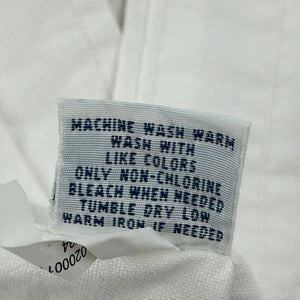 MACHINE WASH WARM
WASH WITH
LIKE COLORS
ONLY NON-CHLORINE
BLEACH WHEN NEEDED
TUMBLE DRY LOW
WARM IRON IF NEEDED